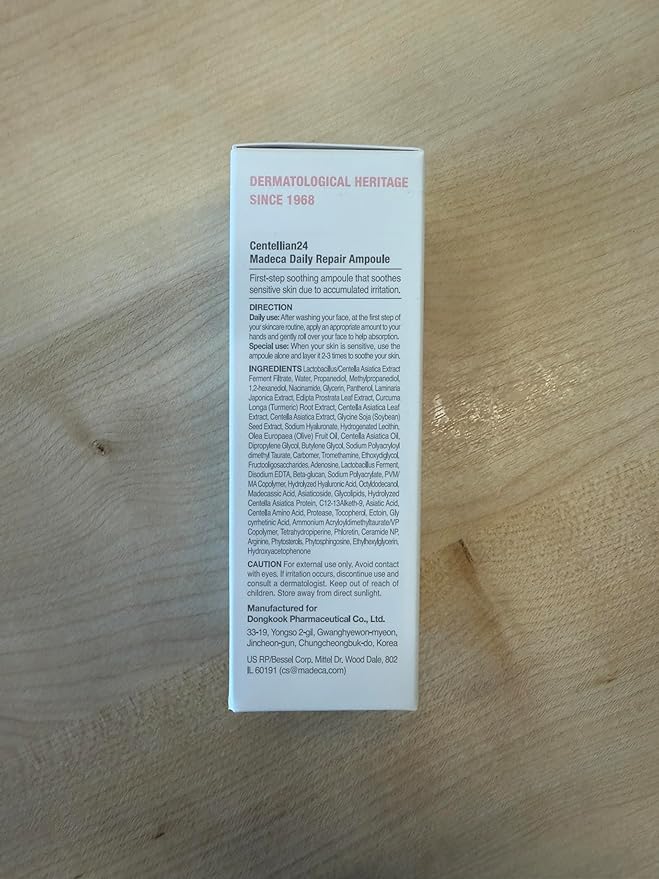 DERMATOLOGICAL HERITAGE
SINCE 1968
Centellian24
Madeca Daily Repair Ampoule
First-step soothing ampoule that soothes
sensitive skin due to accumulated irritation.
DIRECTION
Daily use: After washing your face, at the first step of
your skincare routine, apply an appropriate amount to your
hands and gently roll over your face to help absorption.
Special use: When your skin is sensitive, use the
ampoule alone and layer it 2-3 times to soothe your skin.
INGREDIENTS Lactobacillus/Centella Asiatica Extract
Ferment Filtrate, Water, Propanediol, Methylpropanediol,
1,2-hexanediol, Niacinamide, Glycerin, Panthenol, Laminaria
Japonica Extract, Eclipta Prostrata Leaf Extract, Curcuma
Longa (Turmeric) Root Extract, Centella Asiatica Leaf
Extract, Centella Asiatica Extract, Glycine Soja (Soybean)
Seed Extract, Sodium Hyaluronate, Hydrogenated Lecithin,
Olea Europaea (Olive) Fruit Oil, Centella Asiatica Oil,
Dipropylene Glycol, Butylene Glycol, Sodium Polyacryloyl
dimethyl Taurate, Carbomer, Tromethamine, Ethoxydiglycol,
Fructooligosaccharides, Adenosine, Lactobacillus Ferment,
Disodium EDTA, Beta-glucan, Sodium Polyacrylate, PVM/
MA Copolymer, Hydrolyzed Hyaluronic Acid, Octyldodecanol,
Madecassic Acid, Asiaticoside, Glycolipids, Hydrolyzed
Centella Asiatica Protein, C12-13Alketh-9, Asiatic Acid,
Centella Amino Acid, Protease, Tocopherol, Ectoin, Gly
cyrrhetinic Acid, Ammonium Acryloyldimethyltaurate/VP
Copolymer, Tetrahydropiperine, Phloretin, Ceramide NP,
Arginine, Phytosterols, Phytosphingosine, Ethylhexylglycerin,
Hydroxyacetophenone
CAUTION For external use only. Avoid contact
with eyes. If irritation occurs, discontinue use and
consult a dermatologist. Keep out of reach of
children. Store away from direct sunlight.
Manufactured for
Dongkook Pharmaceutical Co., Ltd.
33-19, Yongso 2-gil, Gwanghyewon-myeon,
Jincheon-gun, Chungcheongbuk-do, Korea
US RP/Bessel Corp, Mittel Dr, Wood Dale, 802
IL 60191 (cs@madeca,com)